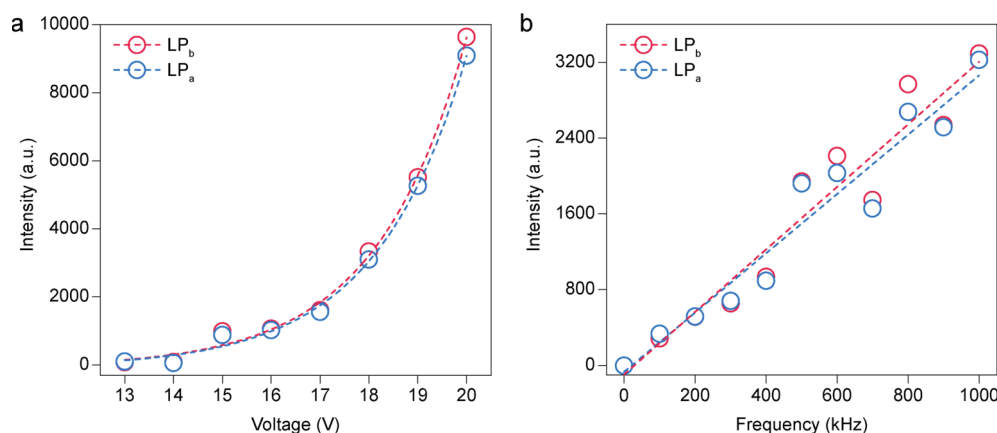 a
10000
8000
6000
4000
2000
0
Intensity (a.u.)
LPb
LPa
13 14 15 16 17 18 19 20
Voltage (V)
b
3200
2400
1600
800
0
Intensity (a.u.)
LPb
LPa
0 200 400 600 800 1000
Frequency (kHz)